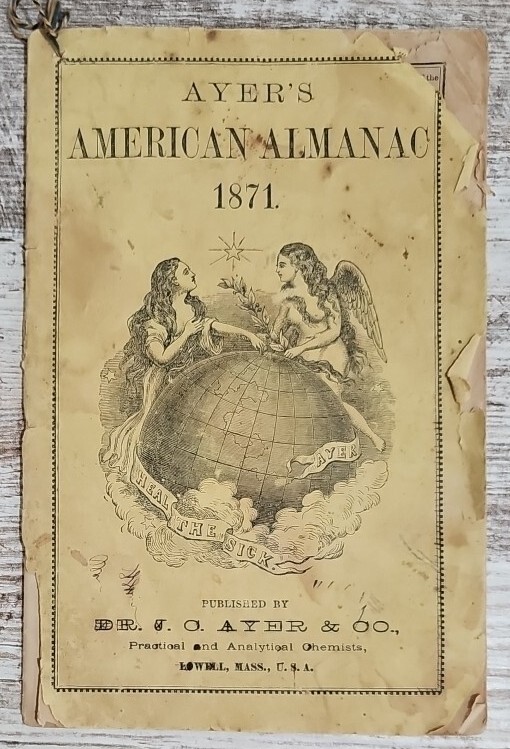 AYER'S
AMERICAN ALMANAC
1871.
HEAL THE SICK. AYER
PUBLISHED BY
DR. J. C. AYER & CO.,
Practical and Analytical Chemists,
LOWELL, MASS., U. S. A.
the